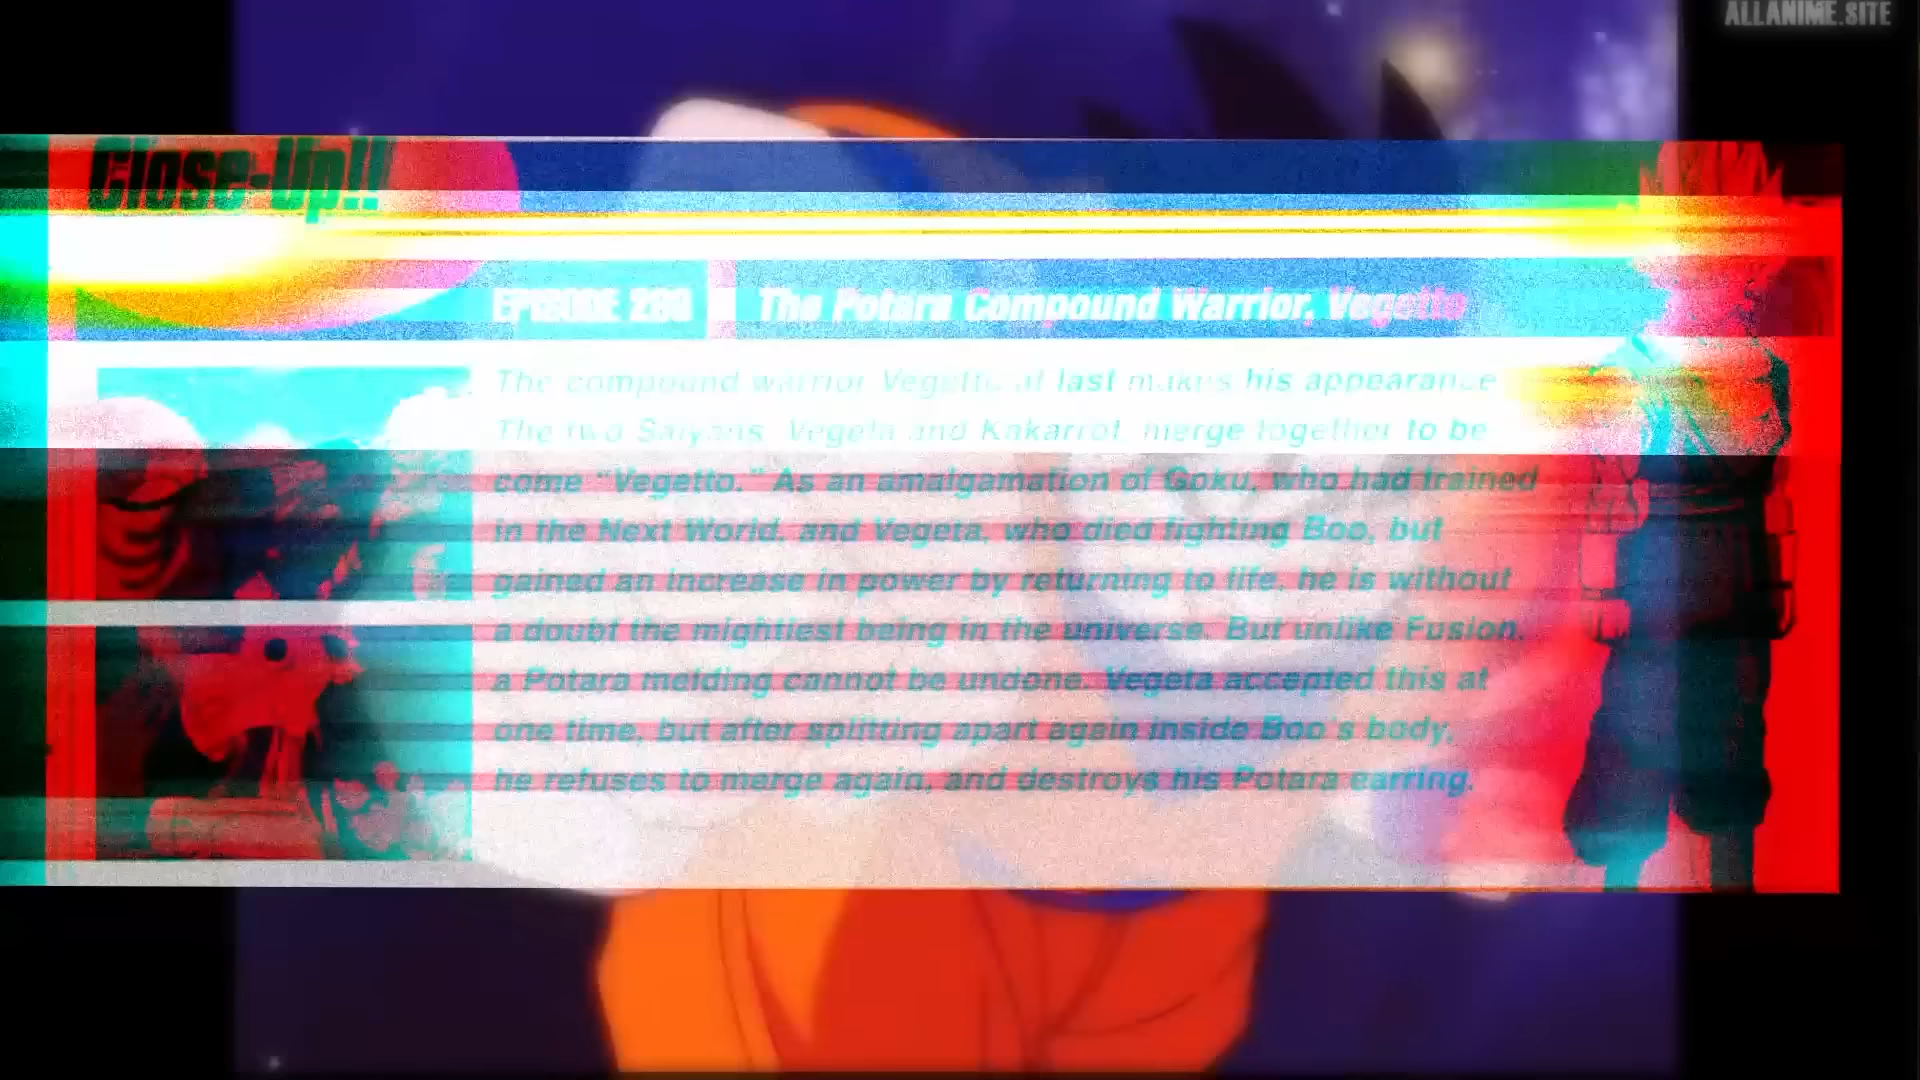 ALLANIME.SITE
Close-Up!!
EPISODE 280 The Potara Compound Warrior, Vegetto
The compound warrior Vegetto at last makes his appearance
The two Saiyans, Vegeta and Kakarrot, merge together to be
come "Vegetto." As an amalgamation of Goku, who had trained
in the Next World, and Vegeta, who died fighting Boo, but
gained an increase in power by returning to life, he is without
a doubt the mightiest being in the universe. But unlike Fusion,
a Potara melding cannot be undone. Vegeta accepted this at
one time, but after splitting apart again inside Boo's body,
he refuses to merge again, and destroys his Potara earring.